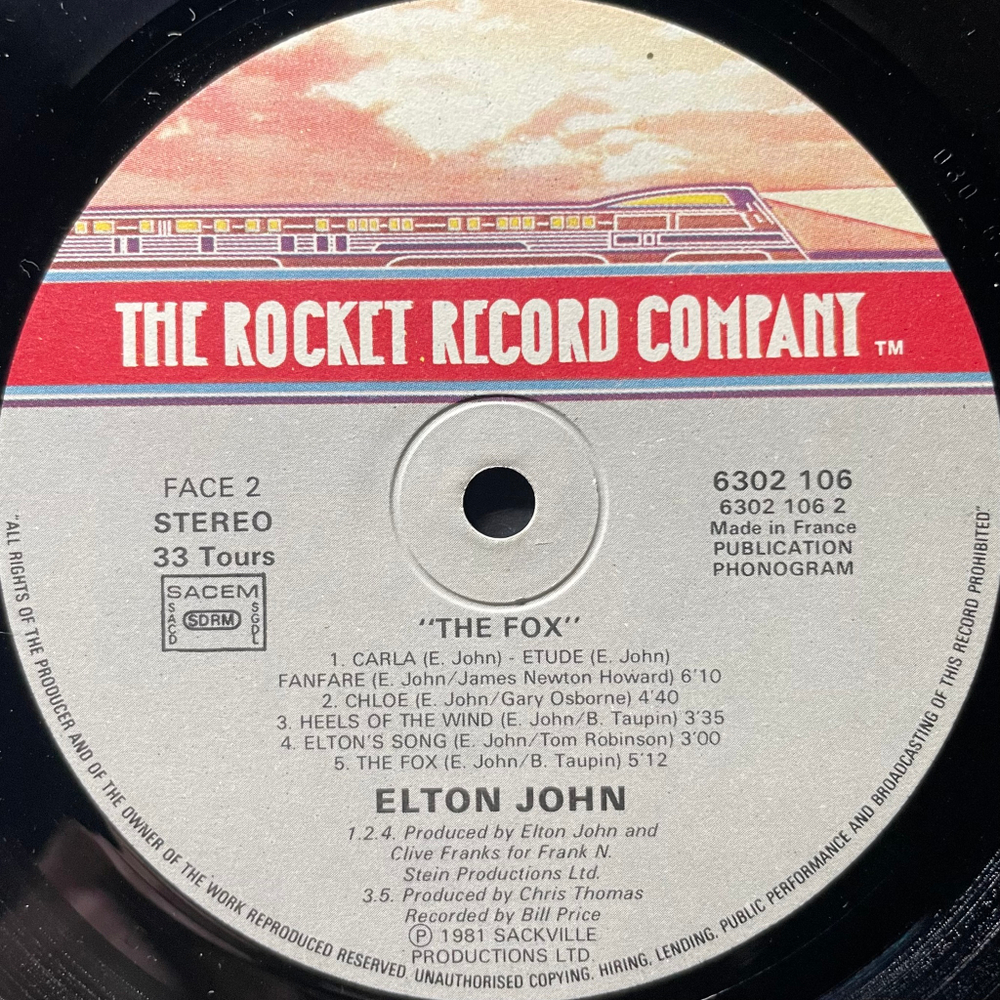 THE ROCKET RECORD COMPANY TM
FACE 2
STEREO
33 Tours
SACEM
SACD
SDRM
SGDL
6302 106
6302 106 2
Made in France
PUBLICATION
PHONOGRAM
"THE FOX"
1. CARLA (E. John) - ETUDE (E. John)
FANFARE (E. John/James Newton Howard) 6'10
2. CHLOE (E. John/Gary Osborne) 4'40
3. HEELS OF THE WIND (E. John/B. Taupin) 3'35
4. ELTON'S SONG (E. John/Tom Robinson) 3'00
5. THE FOX (E. John/B. Taupin) 5'12
ELTON JOHN
1.2.4. Produced by Elton John and
Clive Franks for Frank N.
Stein Productions Ltd.
3.5. Produced by Chris Thomas
Recorded by Bill Price
Ⓟ 1981 SACKVILLE
PRODUCTIONS LTD.
"ALL RIGHTS OF THE PRODUCER AND OF THE OWNER OF THE WORK REPRODUCED RESERVED. UNAUTHORISED COPYING, HIRING, LENDING, PUBLIC PERFORMANCE AND BROADCASTING OF THIS RECORD PROHIBITED"